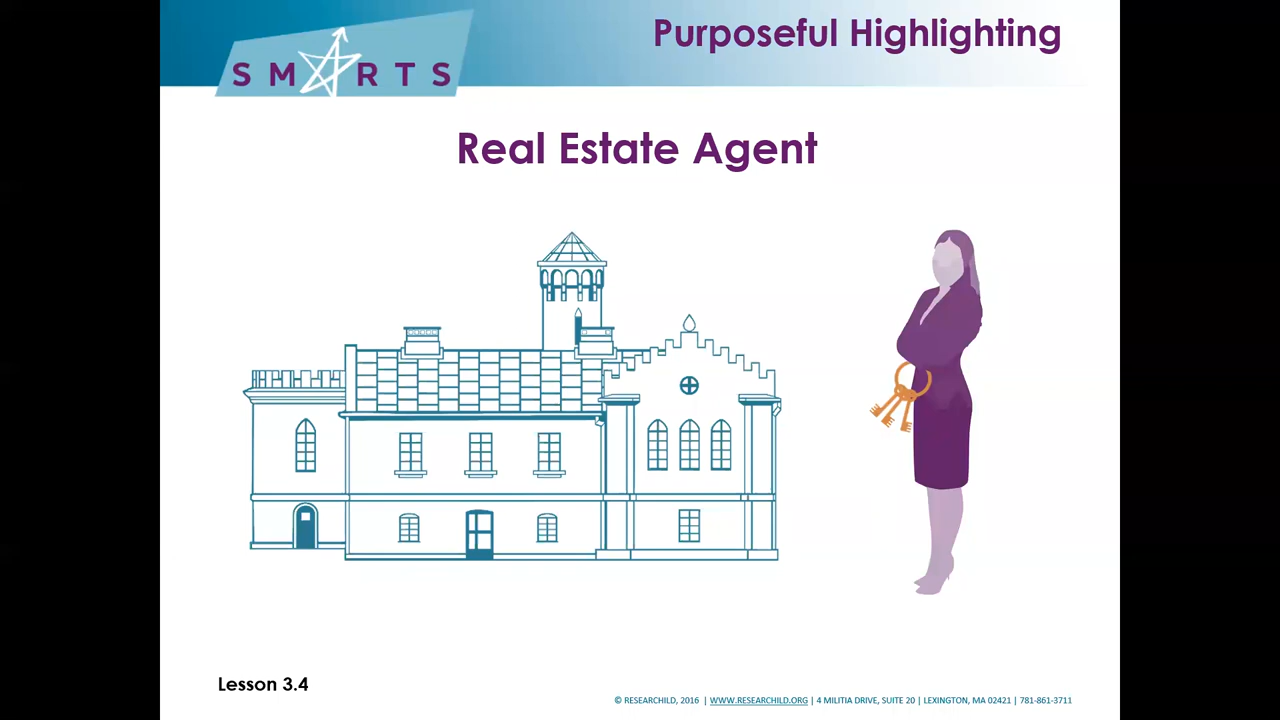 Purposeful Highlighting
SMARTS
Real Estate Agent
Lesson 3.4
© RESEARCHILD, 2016 | WWW.RESEARCHILD.ORG | 4 MILITIA DRIVE, SUITE 20 | LEXINGTON, MA 02421 | 781-861-3711